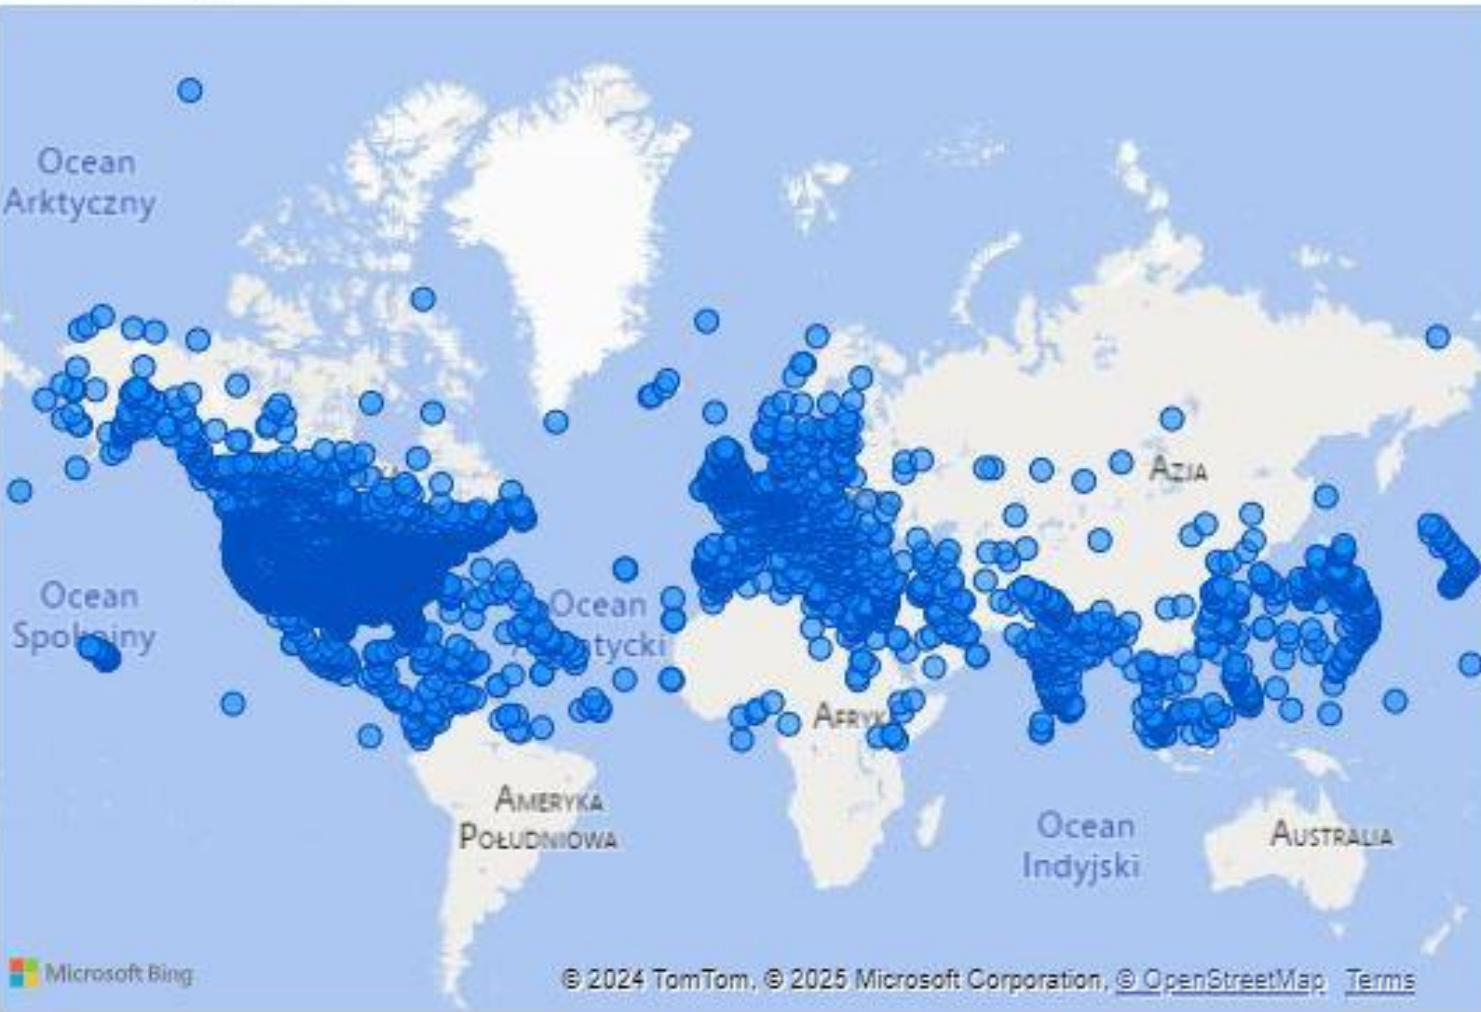 Ocean
Arktyczny
AZJA
Ocean
Spokojny
Ocean
AFRYK
AMERYKA
POŁUDNIOWA
Ocean
Indyjski
AUSTRALIA
Microsoft Bing
© 2024 TomTom, © 2025 Microsoft Corporation, © OpenStreetMap Terms